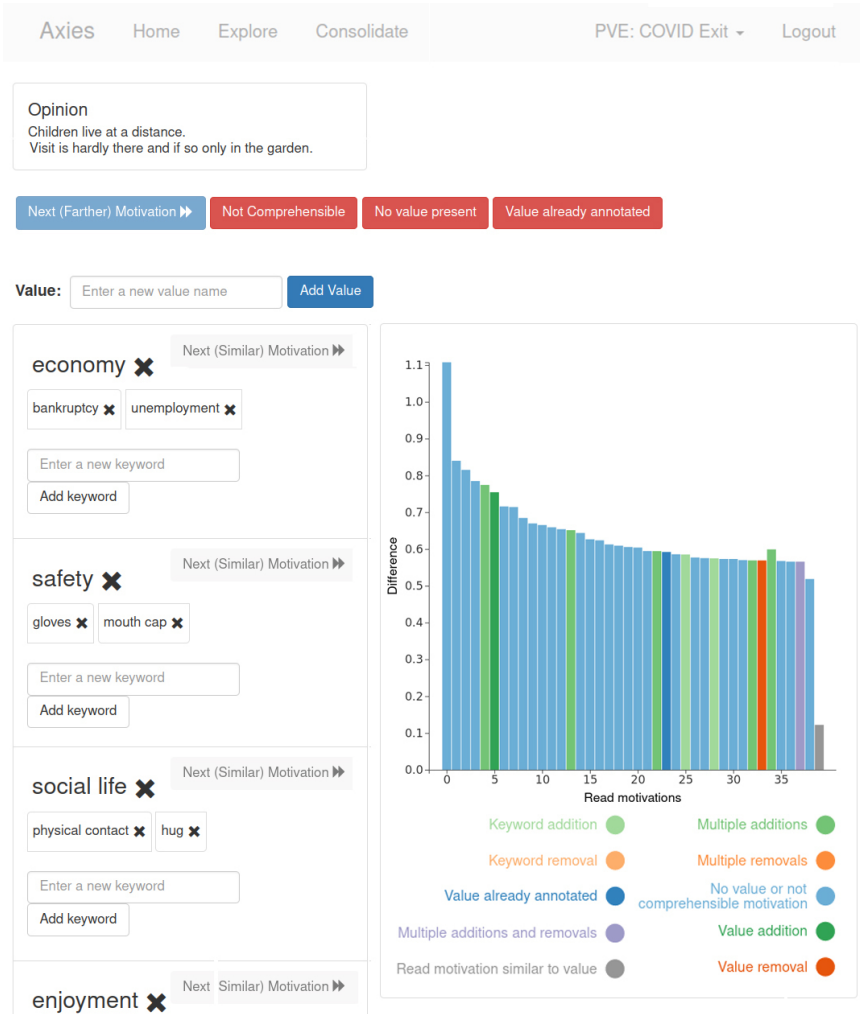 Axies Home Explore Consolidate PVE: COVID Exit Logout
Opinion
Children live at a distance.
Visit is hardly there and if so only in the garden.
Next (Farther) Motivation Not Comprehensible No value present Value already annotated
Value: Enter a new value name Add Value
Next (Similar) Motivation
economy
bankruptcy unemployment
Enter a new keyword
Add keyword
Next (Similar) Motivation
safety
gloves mouth cap
Enter a new keyword
Add keyword
Next (Similar) Motivation
social life
physical contact hug
Enter a new keyword
Add keyword
Next Similar) Motivation
enjoyment
1.1
1.0
0.9
0.8
0.7
0.6
0.5
0.4
0.3
0.2
0.1
0.0
Difference
0 5 10 15 20 25 30 35
Read motivations
Keyword addition Multiple additions
Keyword removal Multiple removals
Value already annotated No value or not
comprehensible motivation
Multiple additions and removals Value addition
Read motivation similar to value Value removal